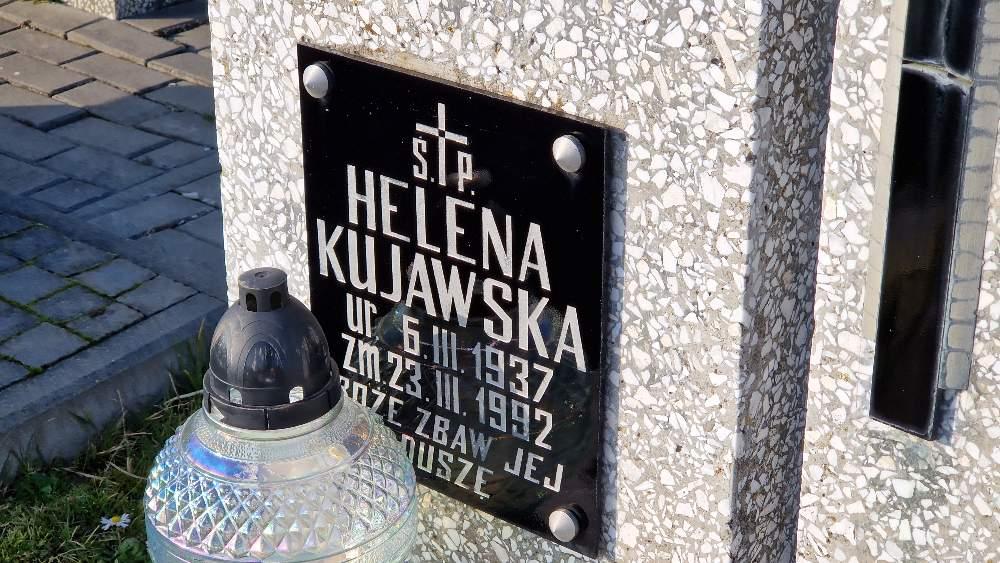 Ś.P.
HELENA
KUJAWSKA
ur. 6.III.1937
zm.23.III.1992
BOŻE ZBAW JEJ
DUSZĘ